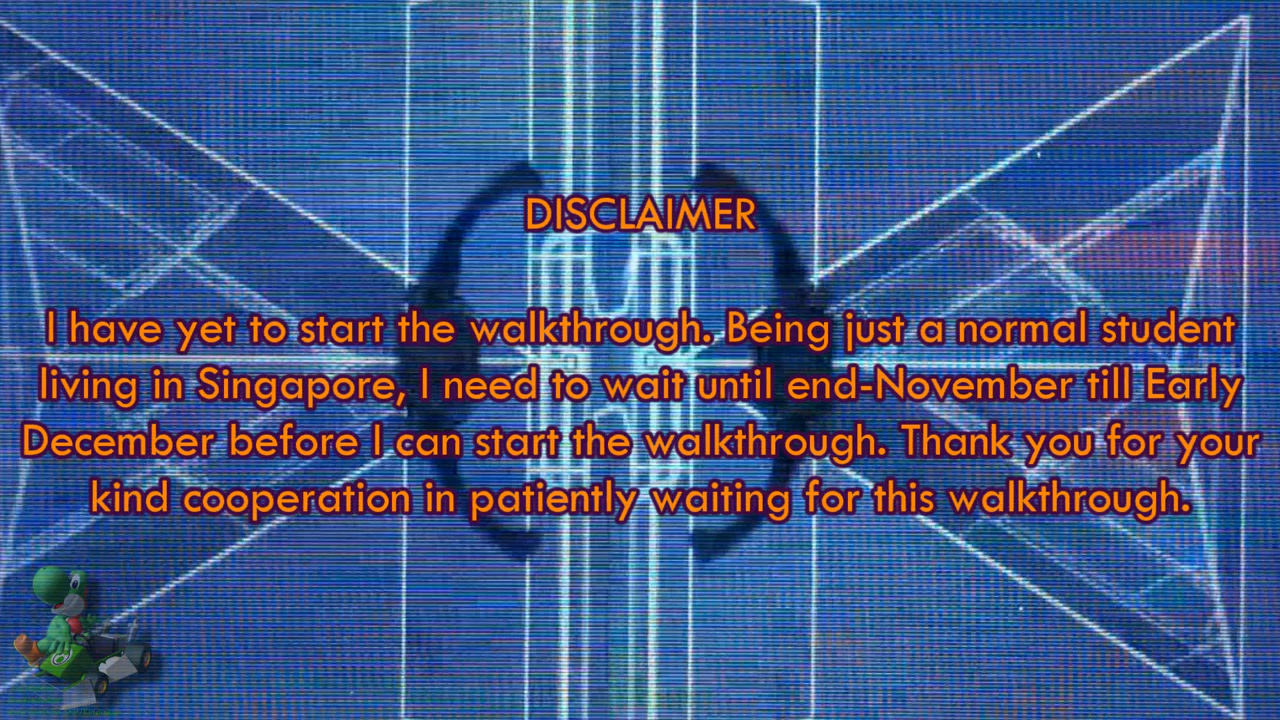 DISCLAIMER
I have yet to start the walkthrough. Being just a normal student
living in Singapore, I need to wait until end-November till Early
December before I can start the walkthrough. Thank you for your
kind cooperation in patiently waiting for this walkthrough.